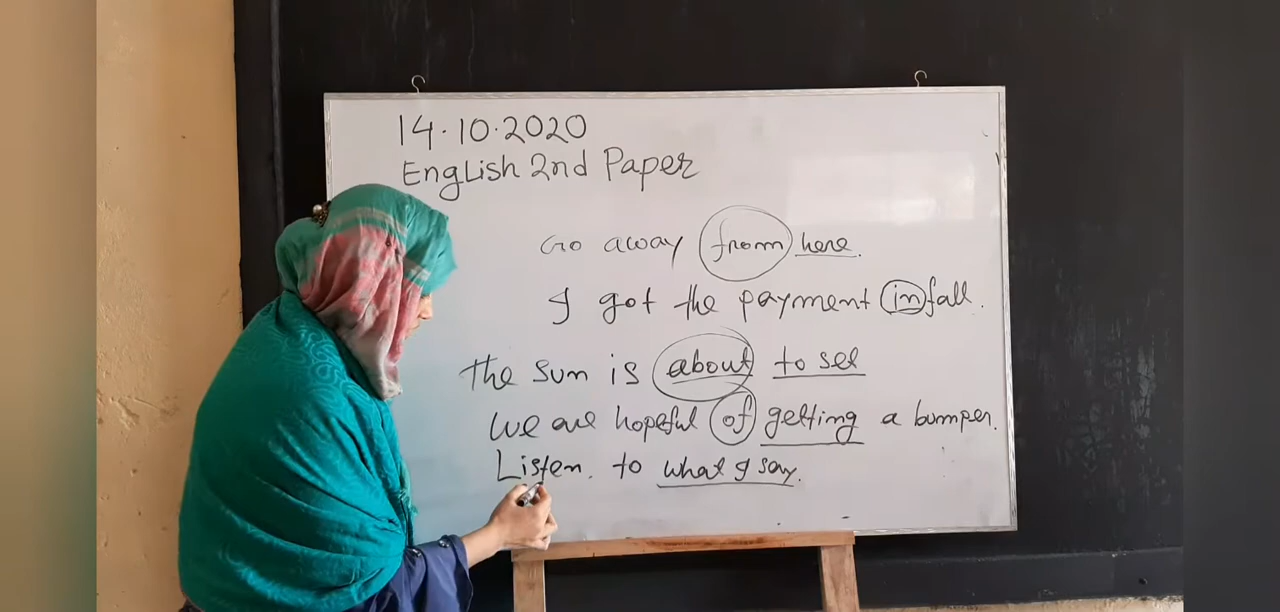 14.10.2020
English 2nd Paper
Go away from here.
I got the payment in fall.
The sun is about to set
We are hopeful of getting a bumper.
Listen. to what I say.